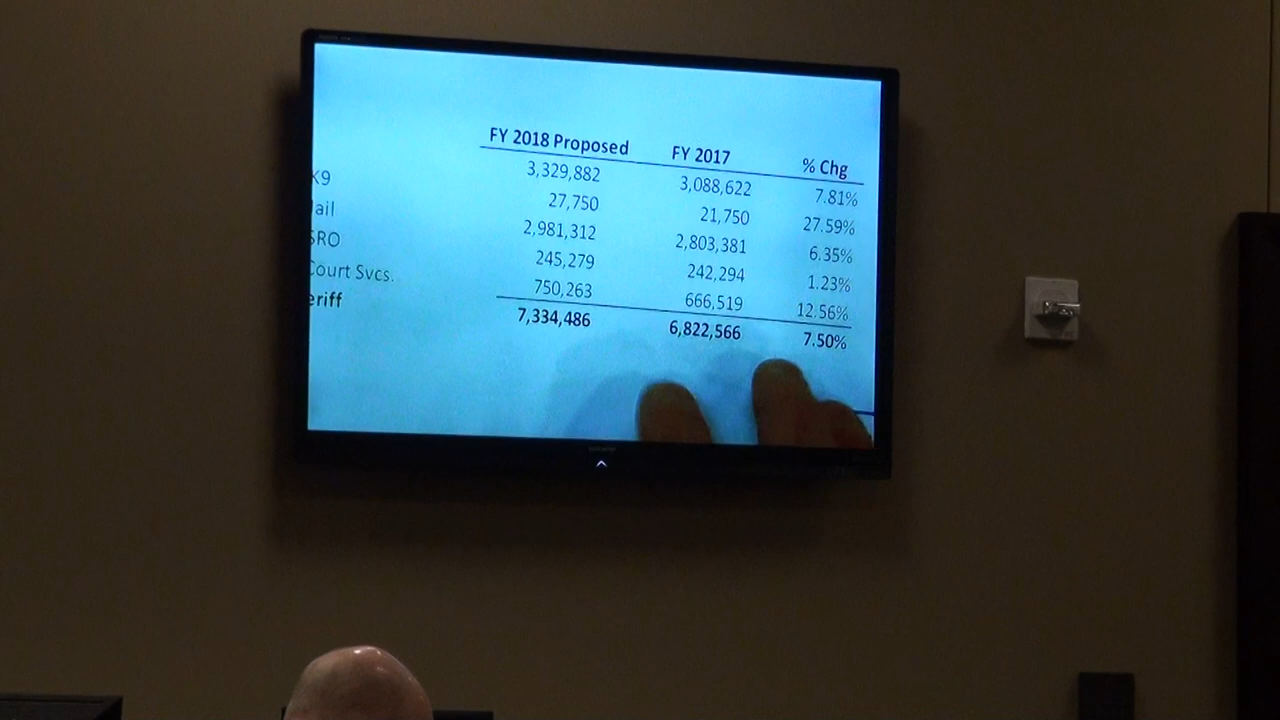 FY 2018 Proposed FY 2017 % Chg
3,329,882 3,088,622 7.81%
K9 27,750 21,750 27.59%
Jail 2,981,312 2,803,381 6.35%
SRO 245,279 242,294 1.23%
Court Svcs. 750,263 666,519 12.56%
eriff 7,334,486 6,822,566 7.50%